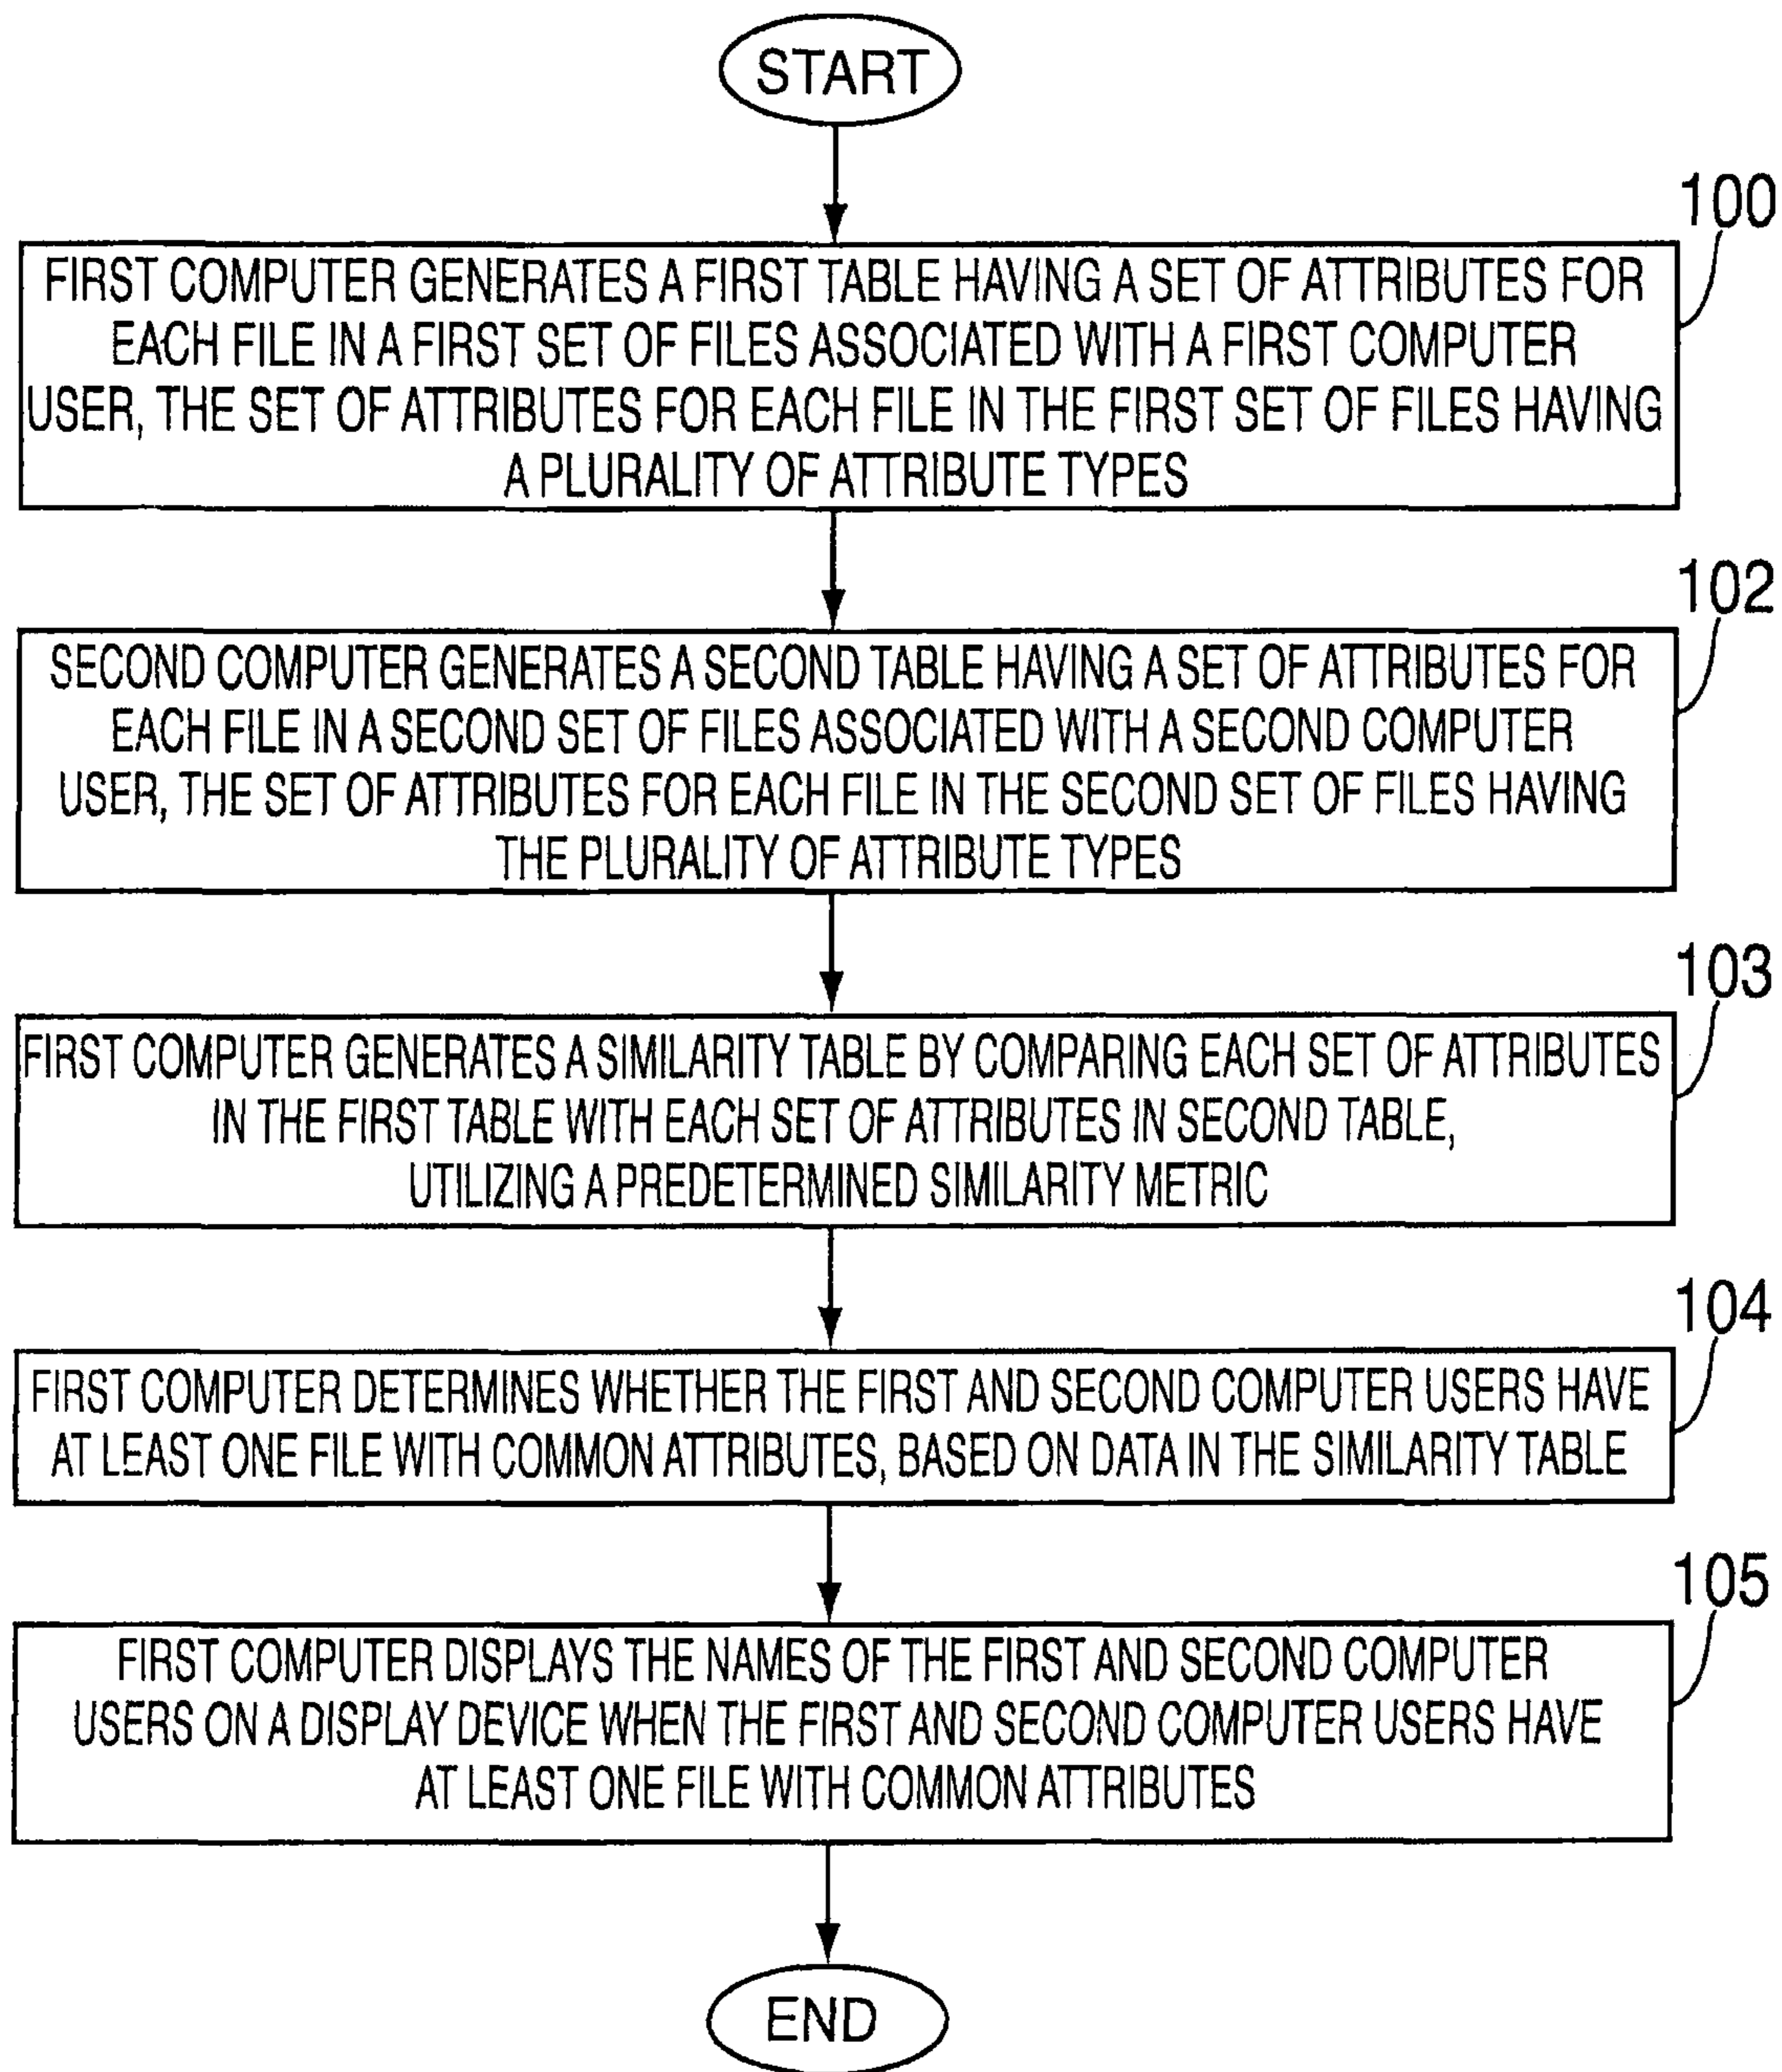 START
100
FIRST COMPUTER GENERATES A FIRST TABLE HAVING A SET OF ATTRIBUTES FOR
EACH FILE IN A FIRST SET OF FILES ASSOCIATED WITH A FIRST COMPUTER
USER, THE SET OF ATTRIBUTES FOR EACH FILE IN THE FIRST SET OF FILES HAVING
A PLURALITY OF ATTRIBUTE TYPES
102
SECOND COMPUTER GENERATES A SECOND TABLE HAVING A SET OF ATTRIBUTES FOR
EACH FILE IN A SECOND SET OF FILES ASSOCIATED WITH A SECOND COMPUTER
USER, THE SET OF ATTRIBUTES FOR EACH FILE IN THE SECOND SET OF FILES HAVING
THE PLURALITY OF ATTRIBUTE TYPES
103
FIRST COMPUTER GENERATES A SIMILARITY TABLE BY COMPARING EACH SET OF ATTRIBUTES
IN THE FIRST TABLE WITH EACH SET OF ATTRIBUTES IN SECOND TABLE,
UTILIZING A PREDETERMINED SIMILARITY METRIC
104
FIRST COMPUTER DETERMINES WHETHER THE FIRST AND SECOND COMPUTER USERS HAVE
AT LEAST ONE FILE WITH COMMON ATTRIBUTES, BASED ON DATA IN THE SIMILARITY TABLE
105
FIRST COMPUTER DISPLAYS THE NAMES OF THE FIRST AND SECOND COMPUTER
USERS ON A DISPLAY DEVICE WHEN THE FIRST AND SECOND COMPUTER USERS HAVE
AT LEAST ONE FILE WITH COMMON ATTRIBUTES
END